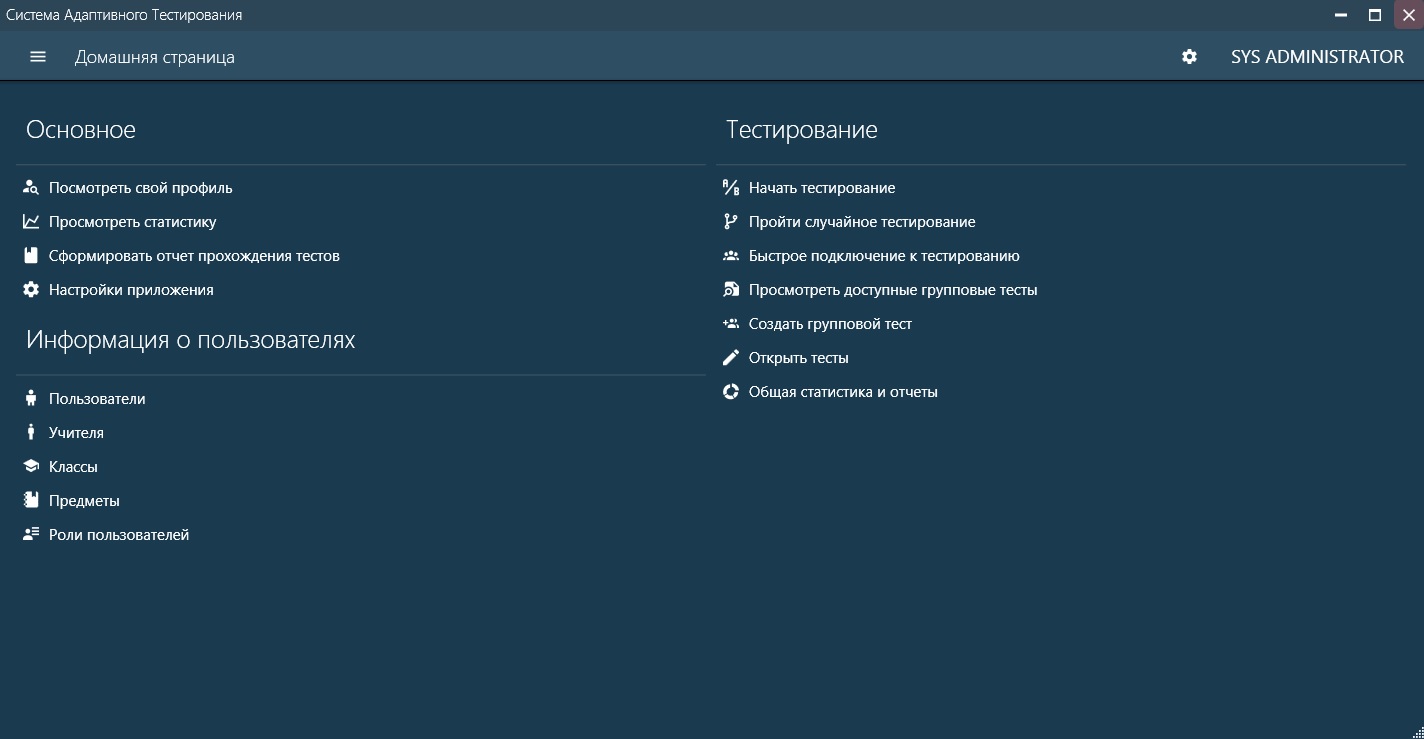 Система Адаптивного Тестирования
Домашняя страница
SYS ADMINISTRATOR
Основное
Посмотреть свой профиль
Просмотреть статистику
Сформировать отчет прохождения тестов
Настройки приложения
Информация о пользователях
Пользователи
Учителя
Классы
Предметы
Роли пользователей
Тестирование
Начать тестирование
Пройти случайное тестирование
Быстрое подключение к тестированию
Просмотреть доступные групповые тесты
Создать групповой тест
Открыть тесты
Общая статистика и отчеты